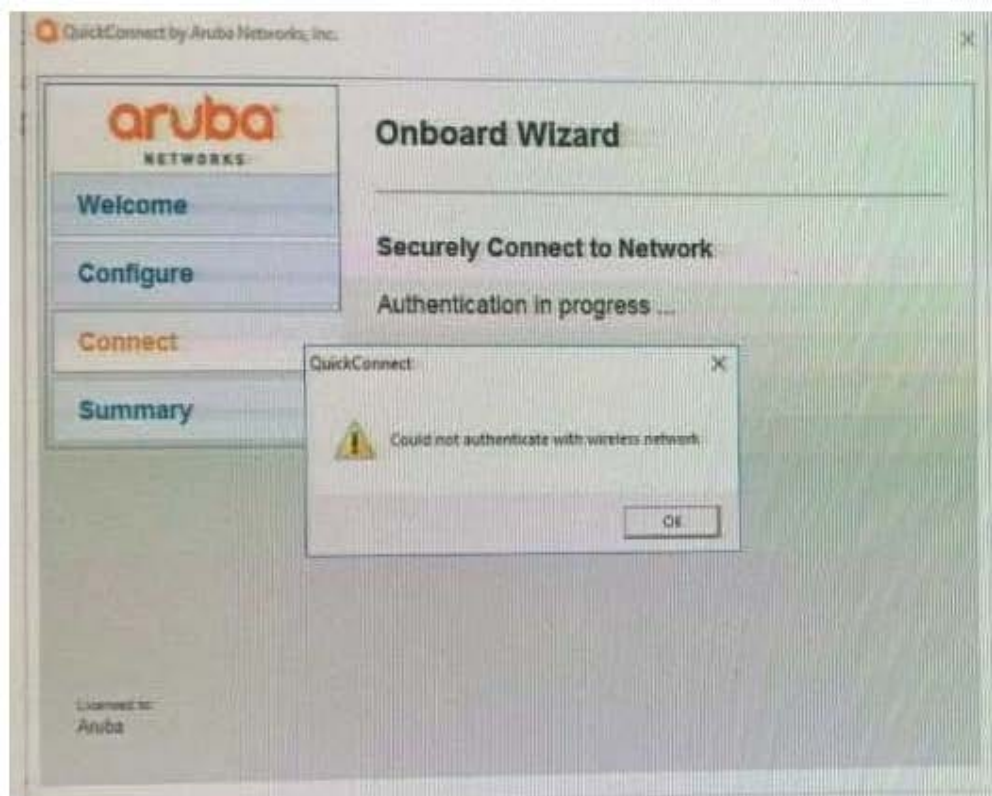 QuickConnect by Aruba Networks, Inc.
aruba
NETWORKS
Onboard Wizard
Welcome
Configure
Connect
Summary
Securely Connect to Network
Authentication in progress ...
QuickConnect
Could not authenticate with wireless network.
OK
Licensed to:
Aruba